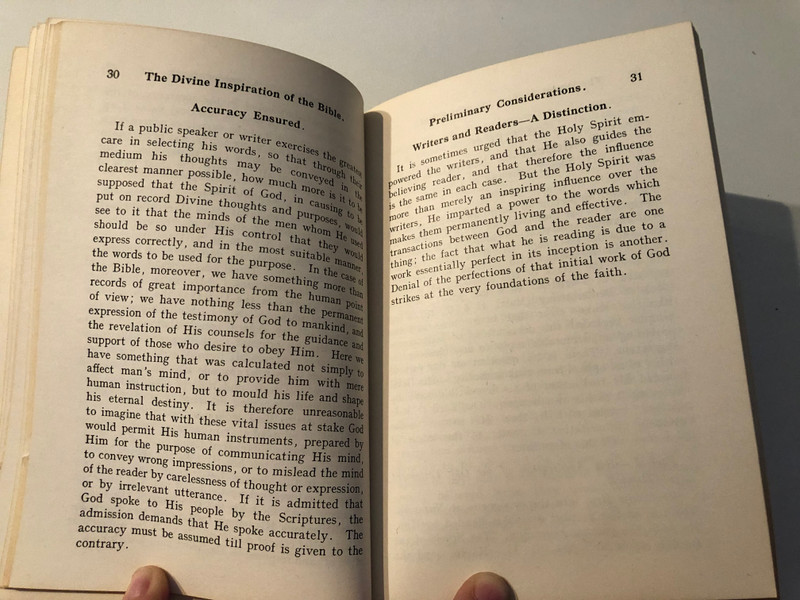 30 The Divine Inspiration of the Bible.
Accuracy Ensured.
If a public speaker or writer exercises the greatest
care in selecting his words, so that through their
medium his thoughts may be conveyed in the
clearest manner possible, how much more is it to be
supposed that the Spirit of God, in causing to be
put on record Divine thoughts and purposes, would
see to it that the minds of the men whom He used
should be so under His control that they would
express correctly, and in the most suitable manner,
the words to be used for the purpose. In the case of
the Bible, moreover, we have something more than
records of great importance from the human point
of view; we have nothing less than the permanent
expression of the testimony of God to mankind, and
the revelation of His counsels for the guidance and
support of those who desire to obey Him. Here we
have something that was calculated not simply to
affect man's mind, or to provide him with mere
human instruction, but to mould his life and shape
his eternal destiny. It is therefore unreasonable
to imagine that with these vital issues at stake God
would permit His human instruments, prepared by
Him for the purpose of communicating His mind,
to convey wrong impressions, or to mislead the mind
of the reader by carelessness of thought or expression,
or by irrelevant utterance. If it is admitted that
God spoke to His people by the Scriptures, the
admission demands that He spoke accurately. The
accuracy must be assumed till proof is given to the
contrary.
Preliminary Considerations. 31
Writers and Readers—A Distinction.
It is sometimes urged that the Holy Spirit em-
powered the writers, and that He also guides the
believing reader, and that therefore the influence
is the same in each case. But the Holy Spirit was
more than merely an inspiring influence over the
writers, He imparted a power to the words which
makes them permanently living and effective. The
transactions between God and the reader are one
thing; the fact that what he is reading is due to a
work essentially perfect in its inception is another.
Denial of the perfections of that initial work of God
strikes at the very foundations of the faith.